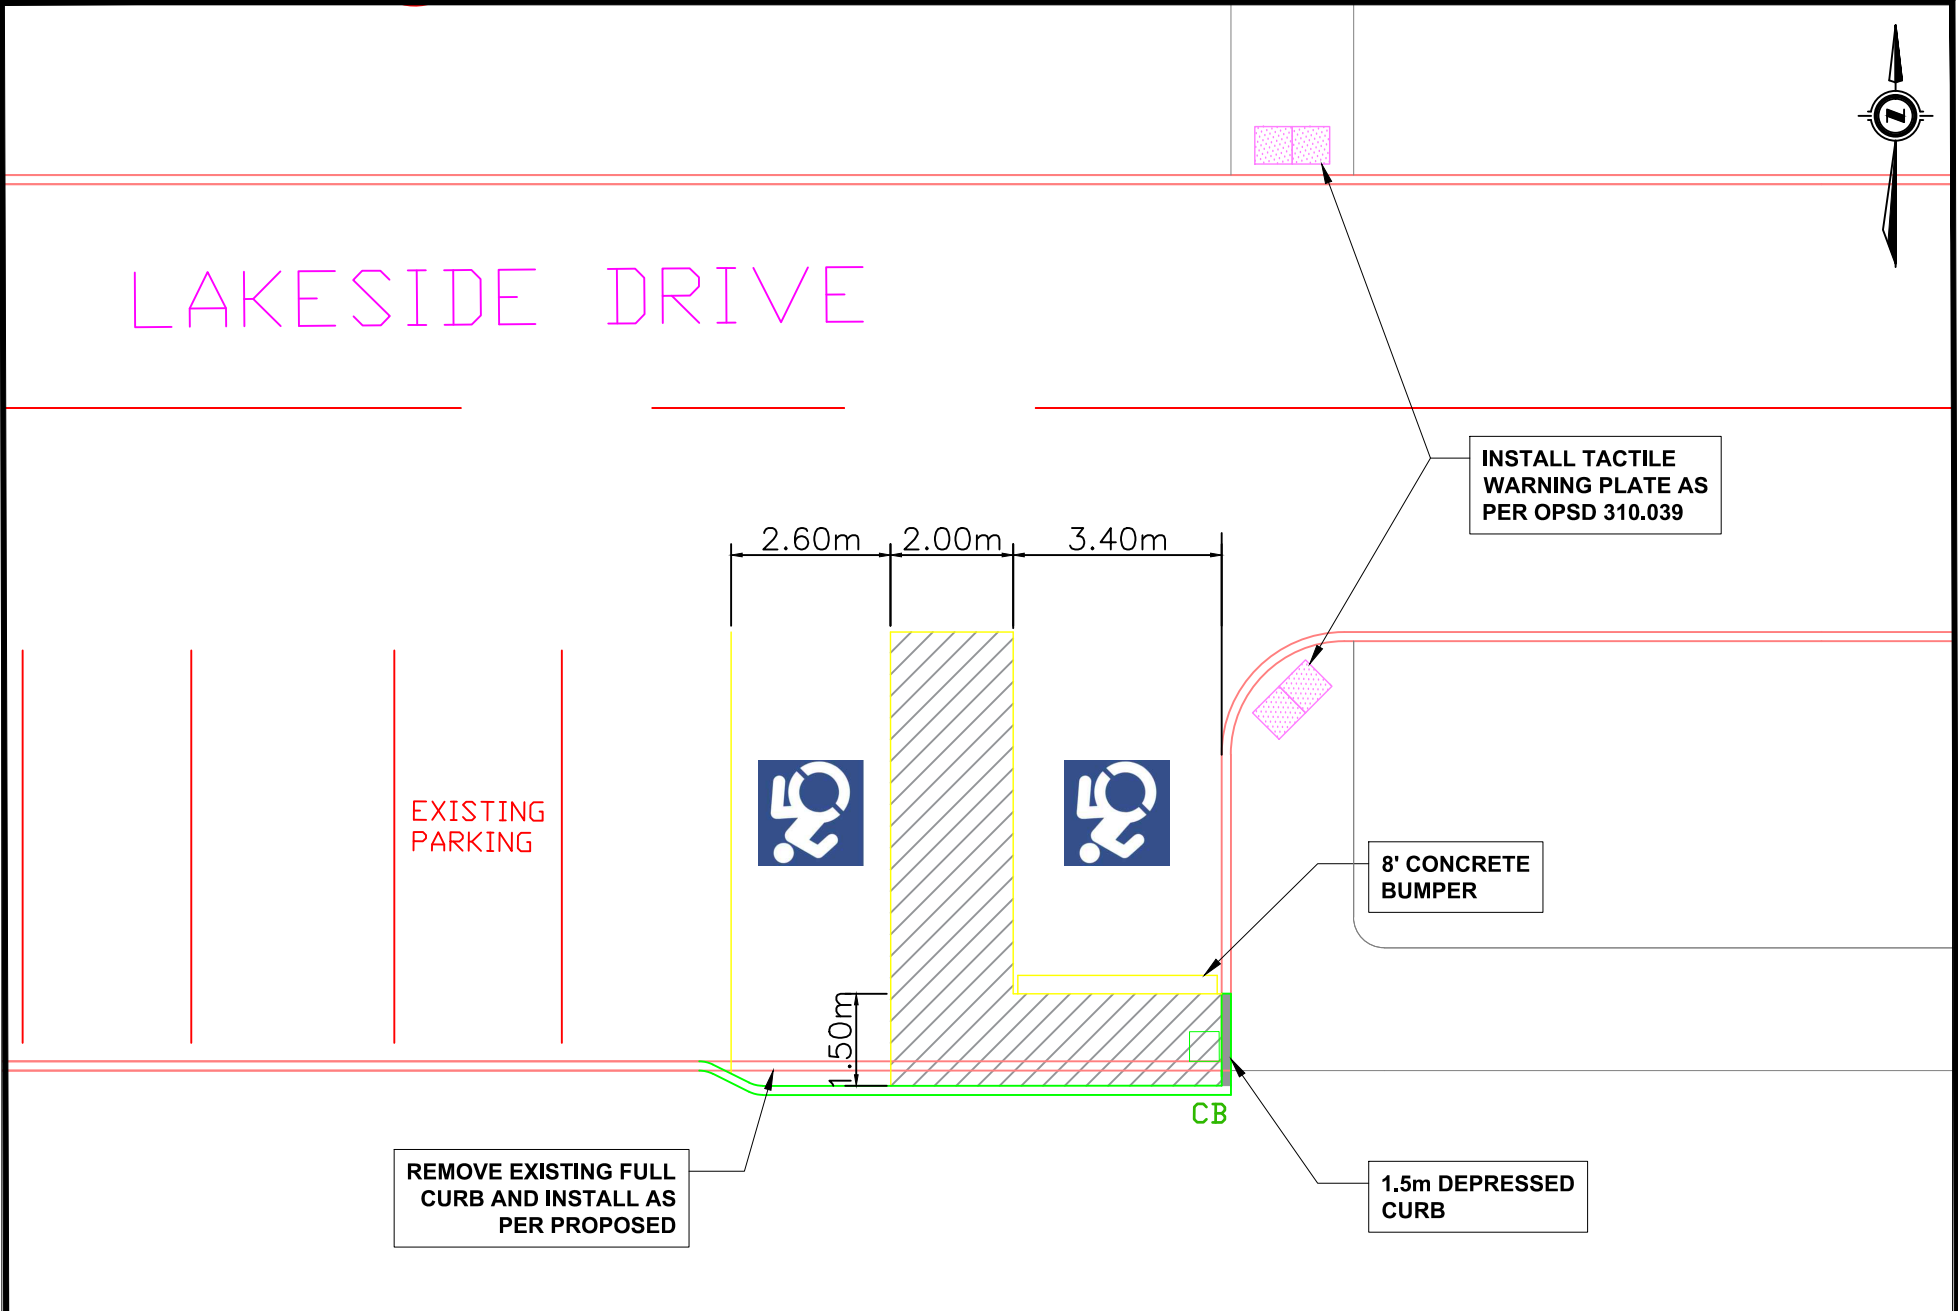 N
LAKESIDE DRIVE
INSTALL TACTILE
WARNING PLATE AS
PER OPSD 310.039
2.60m
2.00m
3.40m
EXISTING
PARKING
8' CONCRETE
BUMPER
1.50m
CB
REMOVE EXISTING FULL
CURB AND INSTALL AS
PER PROPOSED
1.5m DEPRESSED
CURB